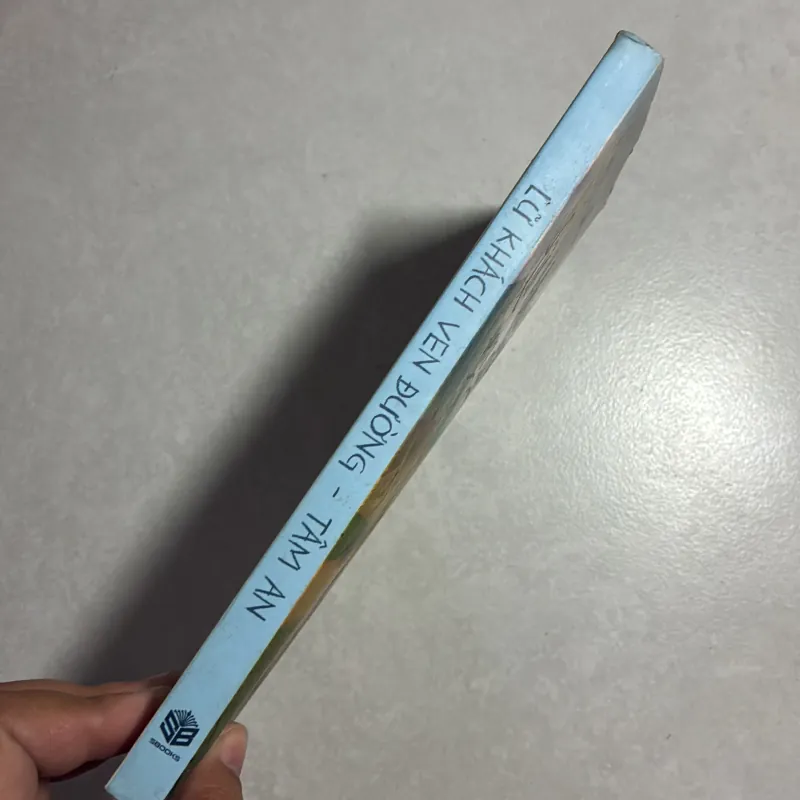 LỮ KHÁCH VEN ĐƯỜNG - TÂM AN
SBOOKS